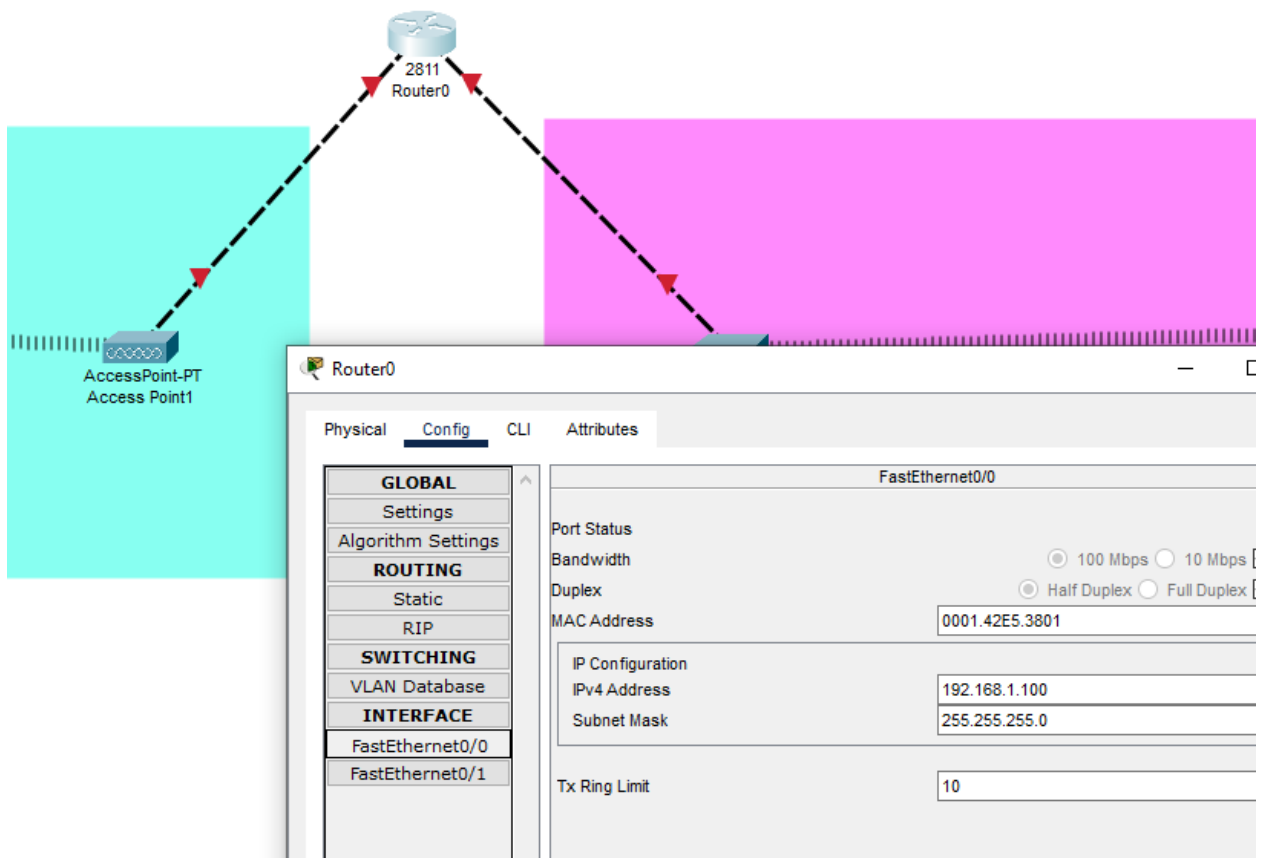 2811
Router0
AccessPoint-PT
Access Point1
Router0
Physical Config CLI Attributes
GLOBAL
Settings
Algorithm Settings
ROUTING
Static
RIP
SWITCHING
VLAN Database
INTERFACE
FastEthernet0/0
FastEthernet0/1
FastEthernet0/0
Port Status
Bandwidth 100 Mbps 10 Mbps
Duplex Half Duplex Full Duplex
MAC Address 0001.42E5.3801
IP Configuration
IPv4 Address 192.168.1.100
Subnet Mask 255.255.255.0
Tx Ring Limit 10